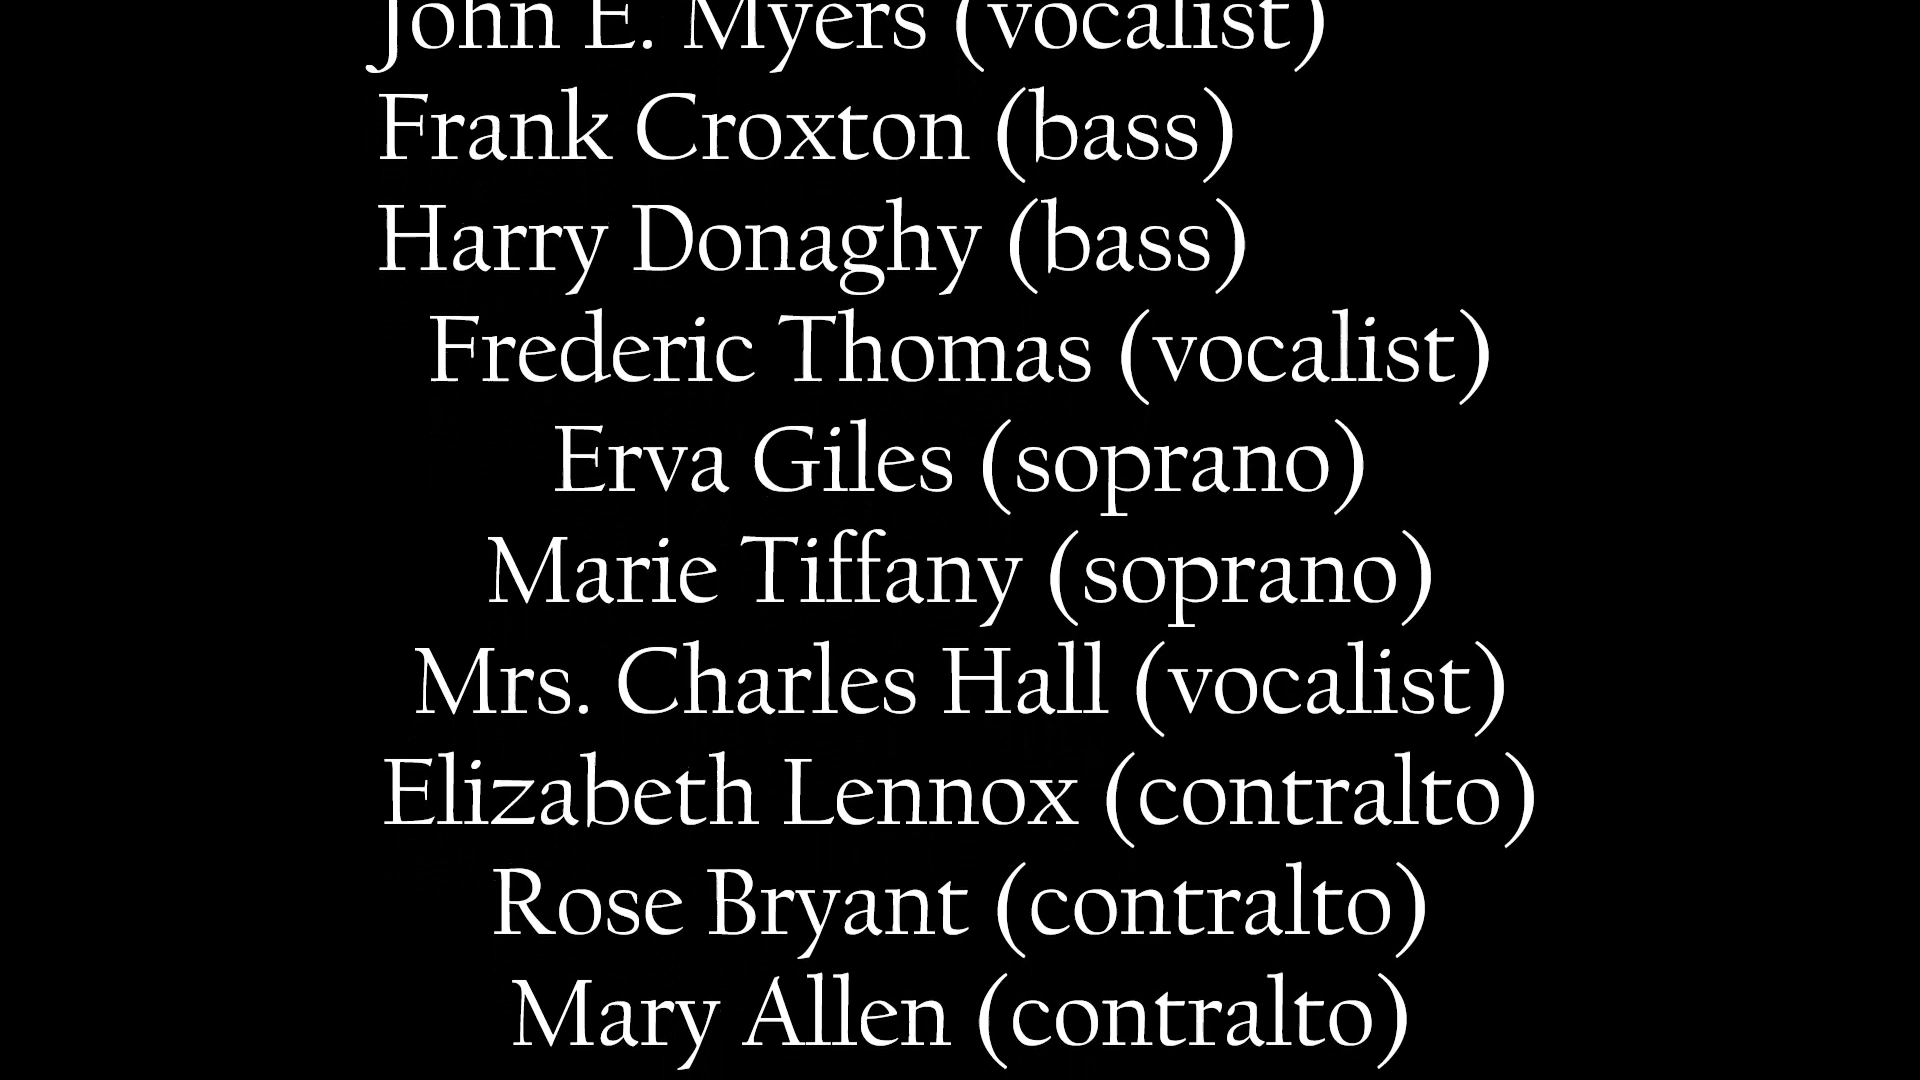 John E. Myers (vocalist)
Frank Croxton (bass)
Harry Donaghy (bass)
Frederic Thomas (vocalist)
Erva Giles (soprano)
Marie Tiffany (soprano)
Mrs. Charles Hall (vocalist)
Elizabeth Lennox (contralto)
Rose Bryant (contralto)
Mary Allen (contralto)